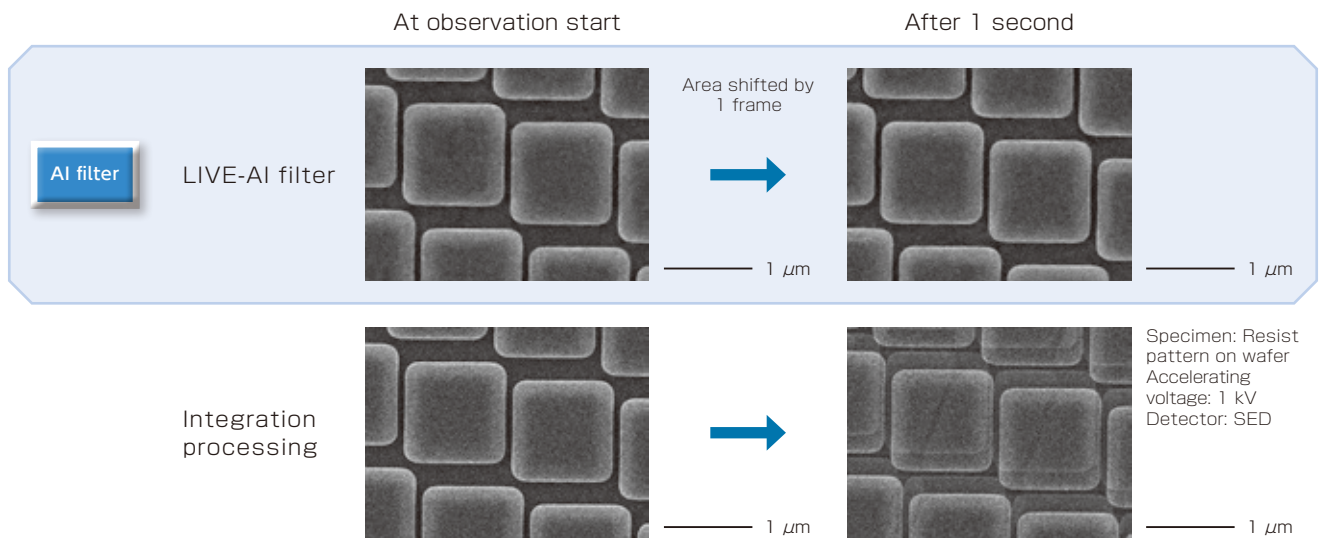 At observation start
After 1 second
AI filter
LIVE-AI filter
Area shifted by
1 frame
1 μm
1 μm
Integration
processing
1 μm
Specimen: Resist
pattern on wafer
Accelerating
voltage: 1 kV
Detector: SED
1 μm